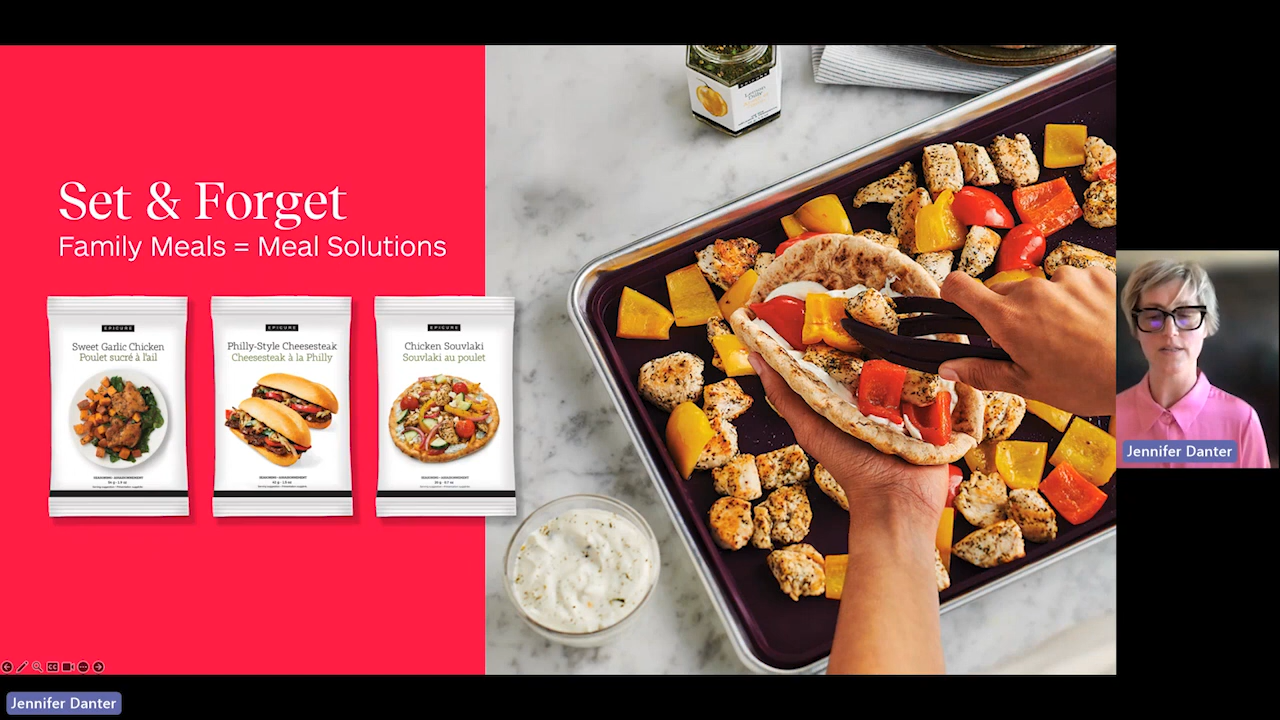 Set & Forget
Family Meals = Meal Solutions
EPICURE
Sweet Garlic Chicken
Poulet sucré à l'ail
EPICURE
Philly-Style Cheesesteak
Cheesesteak à la Philly
EPICURE
Chicken Souvlaki
Souvlaki au poulet
EPICURE
Jennifer Danter
Jennifer Danter